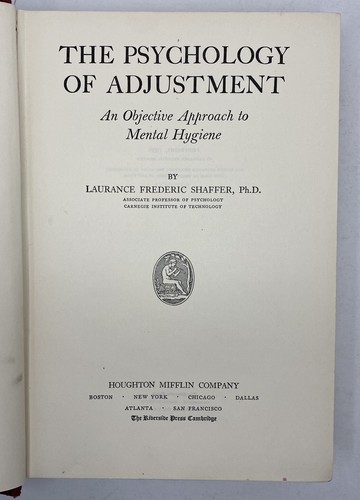 THE PSYCHOLOGY
OF ADJUSTMENT
An Objective Approach to
Mental Hygiene
BY
LAURANCE FREDERIC SHAFFER, Ph.D.
ASSOCIATE PROFESSOR OF PSYCHOLOGY
CARNEGIE INSTITUTE OF TECHNOLOGY
HOUGHTON MIFFLIN COMPANY
BOSTON · NEW YORK · CHICAGO · DALLAS
ATLANTA · SAN FRANCISCO
The Riverside Press Cambridge